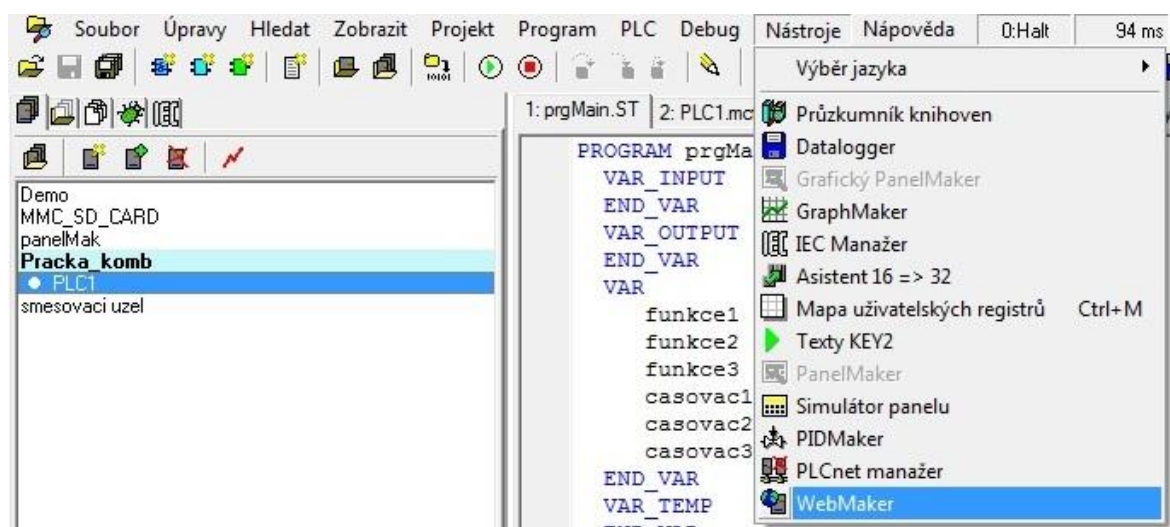 Soubor Úpravy Hledat Zobrazit Projekt Program PLC Debug Nástroje Nápověda 0:Halt 94 ms
Výběr jazyka
Průzkumník knihoven
Datalogger
Grafický PanelMaker
GraphMaker
IEC Manažer
Asistent 16 => 32
Mapa uživatelských registrů Ctrl+M
Texty KEY2
PanelMaker
Simulátor panelu
PIDMaker
PLCnet manažer
WebMaker
IEC
Demo
MMC_SD_CARD
panelMak
Pracka_komb
PLC1
smesovaci uzel
1: prgMain.ST 2: PLC1.mc
PROGRAM prgMa
VAR_INPUT
END_VAR
VAR_OUTPUT
END_VAR
VAR
funkce1
funkce2
funkce3
casovac1
casovac2
casovac3
END_VAR
VAR_TEMP